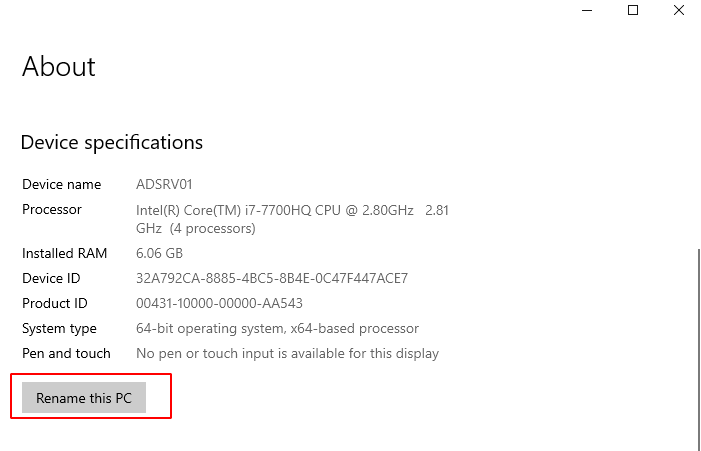 About
Device specifications
Device name ADSRV01
Processor Intel(R) Core(TM) i7-7700HQ CPU @ 2.80GHz 2.81
GHz (4 processors)
Installed RAM 6.06 GB
Device ID 32A792CA-8885-4BC5-8B4E-0C47F447ACE7
Product ID 00431-10000-00000-AA543
System type 64-bit operating system, x64-based processor
Pen and touch No pen or touch input is available for this display
Rename this PC